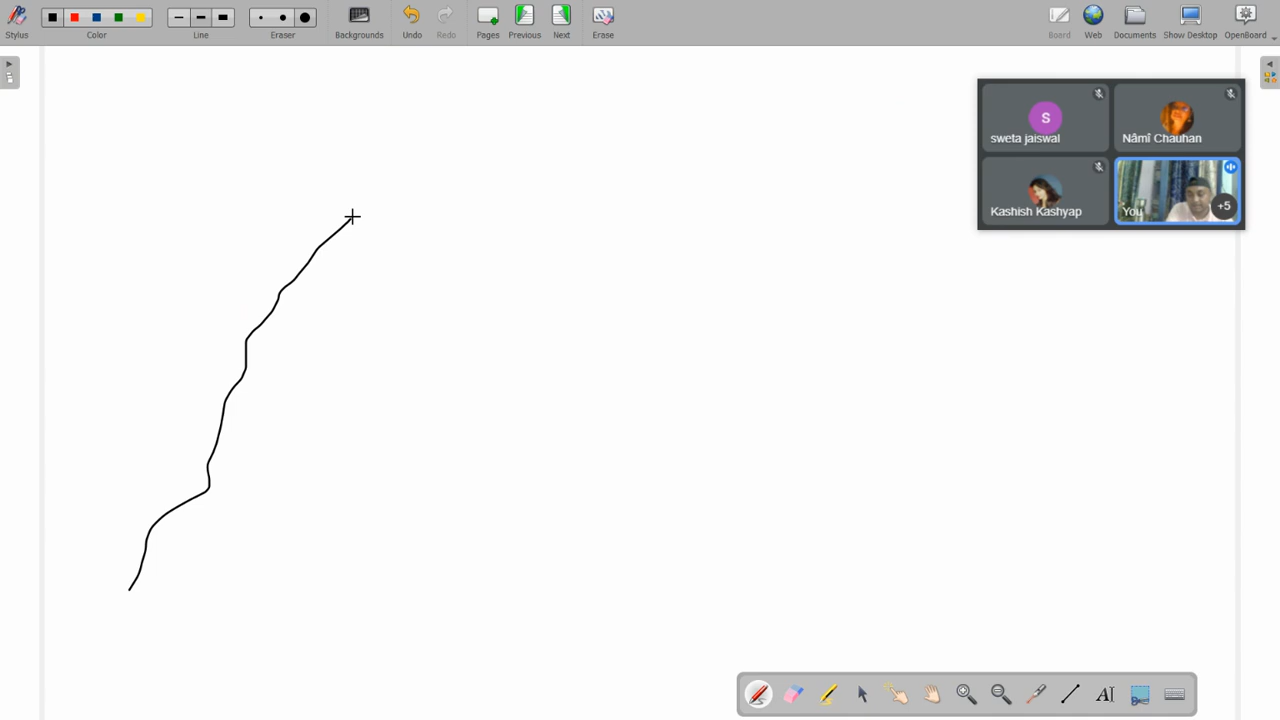 Stylus Color Line Eraser Backgrounds Undo Redo Pages Previous Next Erase Board Web Documents Show Desktop OpenBoard
S
sweta jaiswal Nâmî Chauhan
Kashish Kashyap You +5
AI